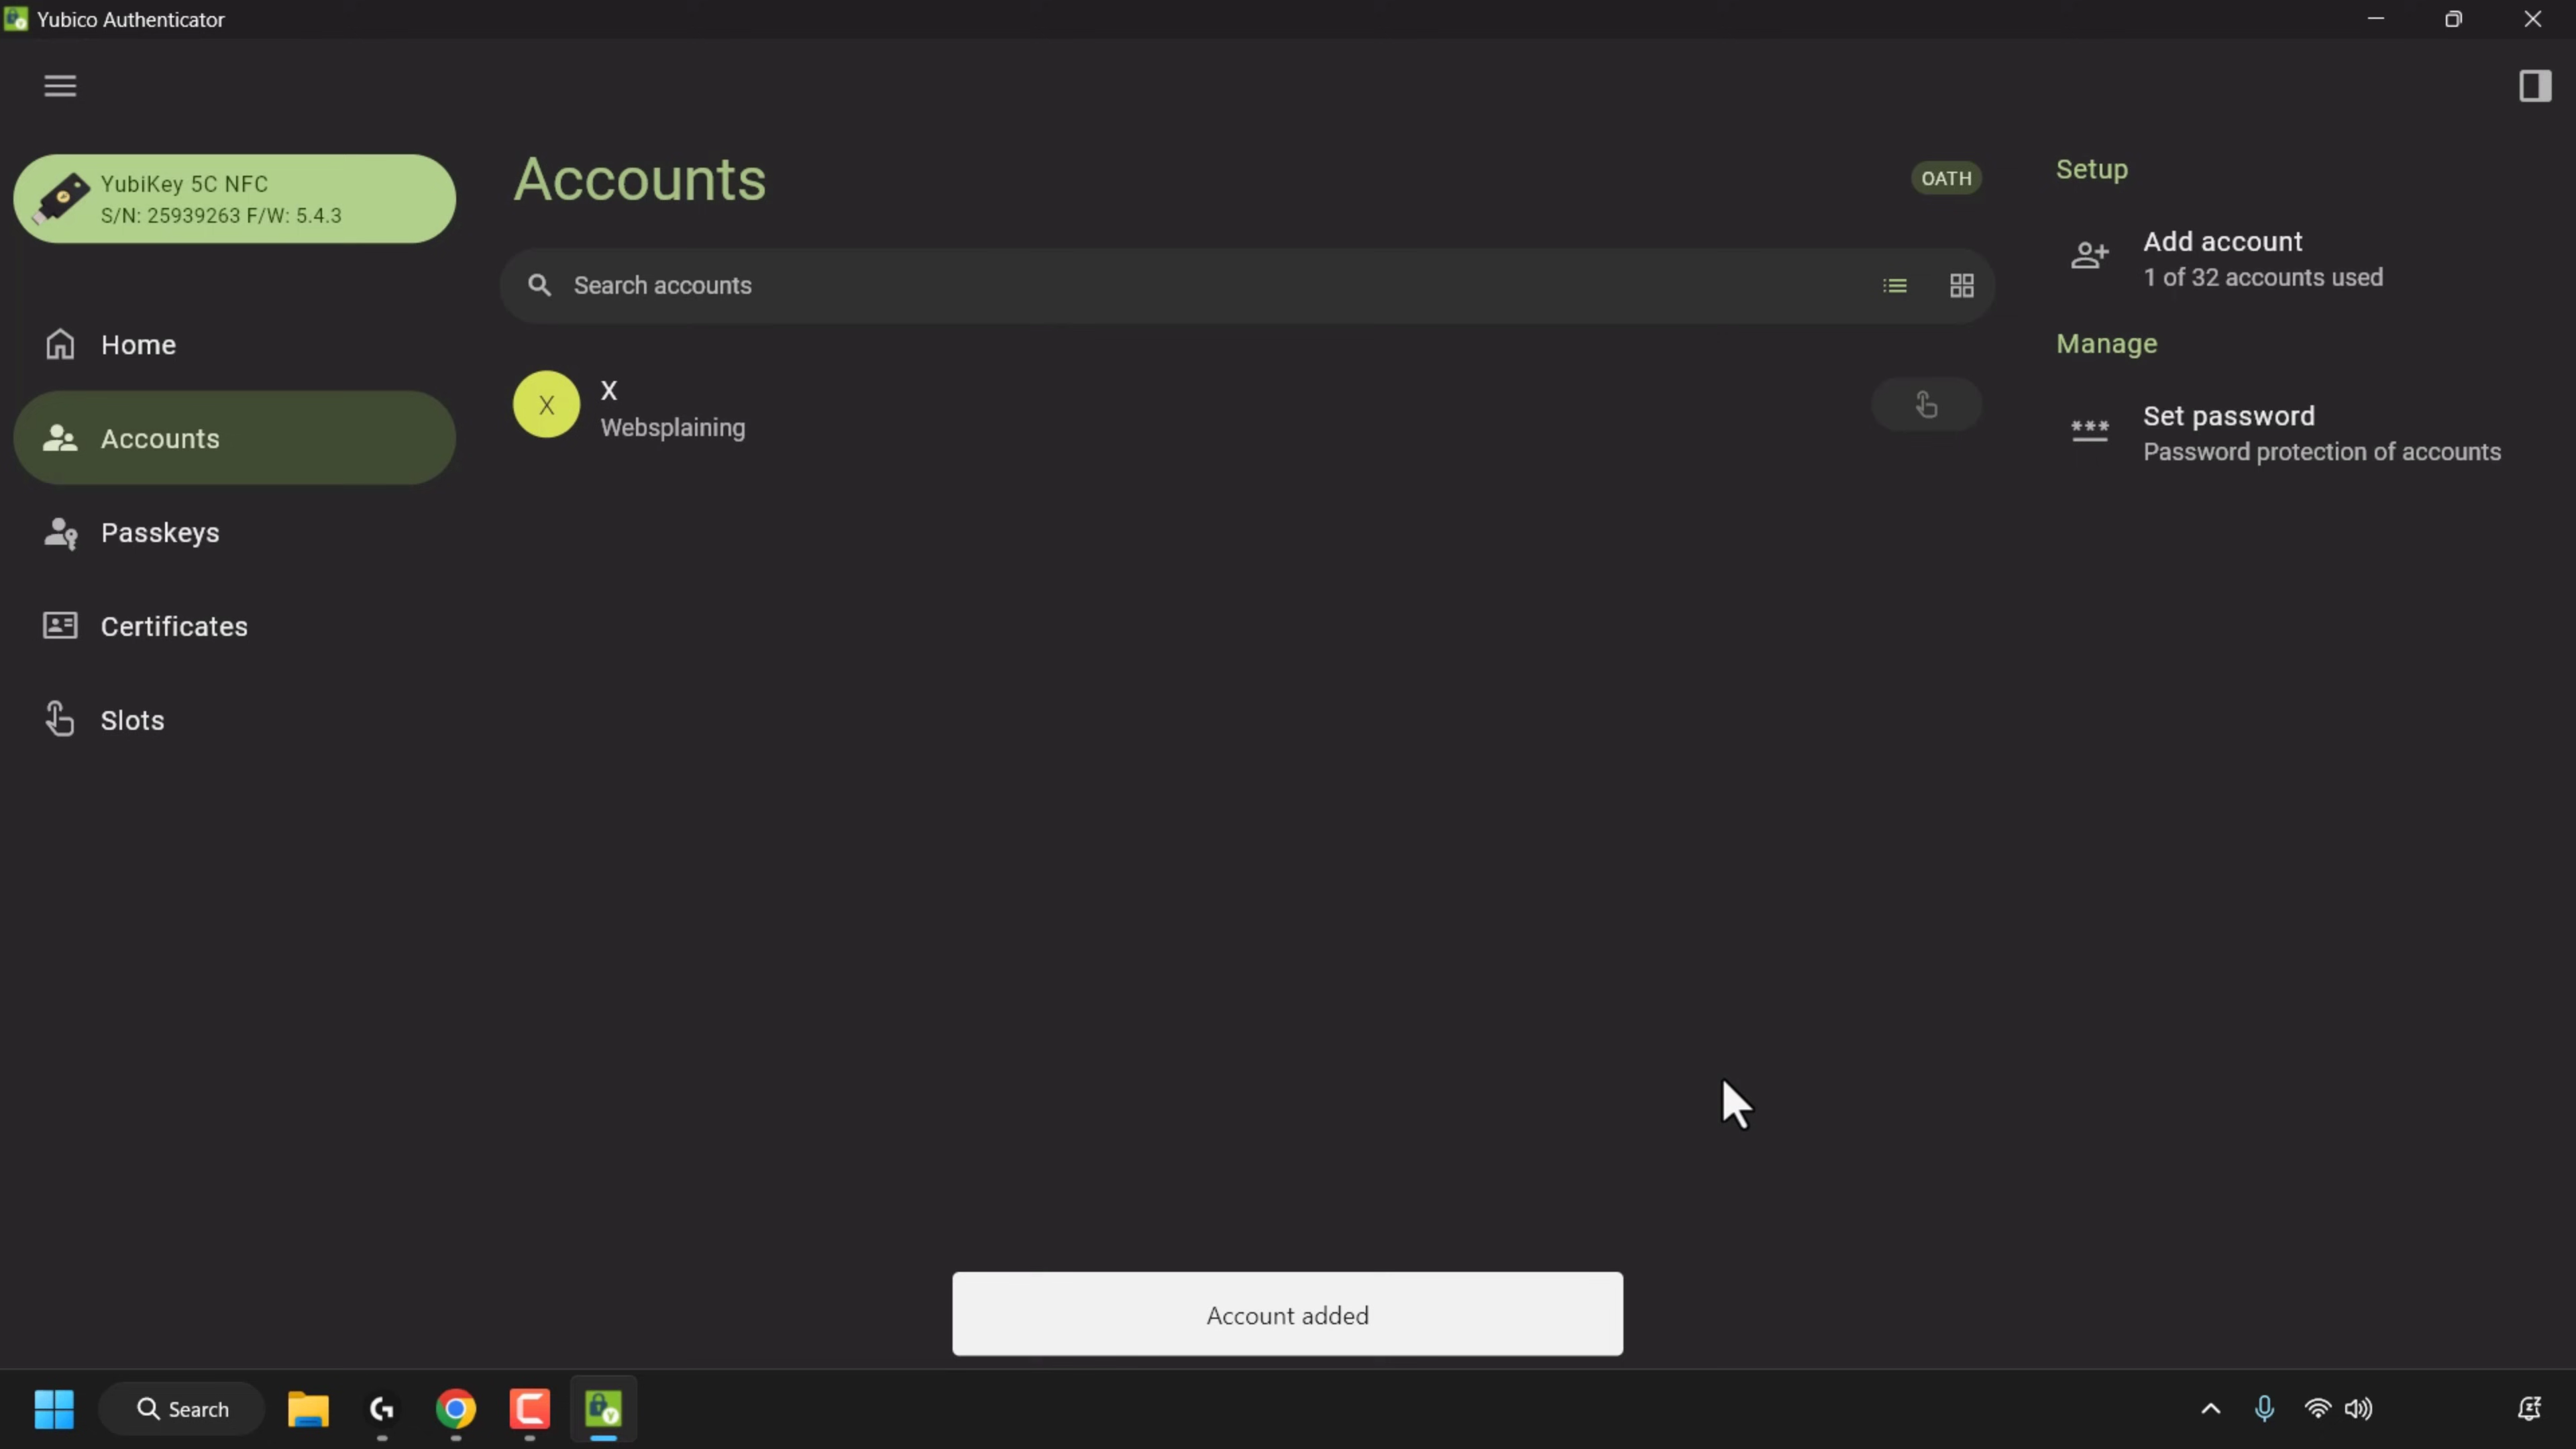 Yubico Authenticator
YubiKey 5C NFC
S/N: 25939263 F/W: 5.4.3
Home
Accounts
Passkeys
Certificates
Slots
Accounts
OATH
Search accounts
X
X
Websplaining
Setup
Add account
1 of 32 accounts used
Manage
***
Set password
Password protection of accounts
Account added
Search